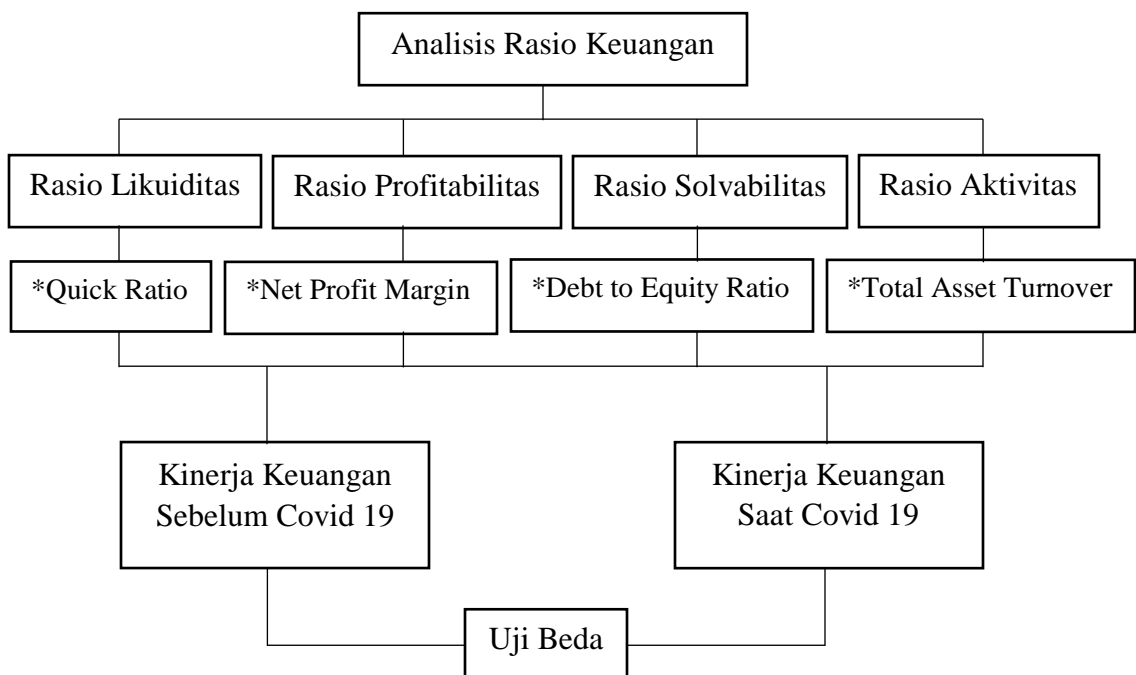 Analisis Rasio Keuangan
Rasio Likuiditas
Rasio Profitabilitas
Rasio Solvabilitas
Rasio Aktivitas
*Quick Ratio
*Net Profit Margin
*Debt to Equity Ratio
*Total Asset Turnover
Kinerja Keuangan
Sebelum Covid 19
Kinerja Keuangan
Saat Covid 19
Uji Beda